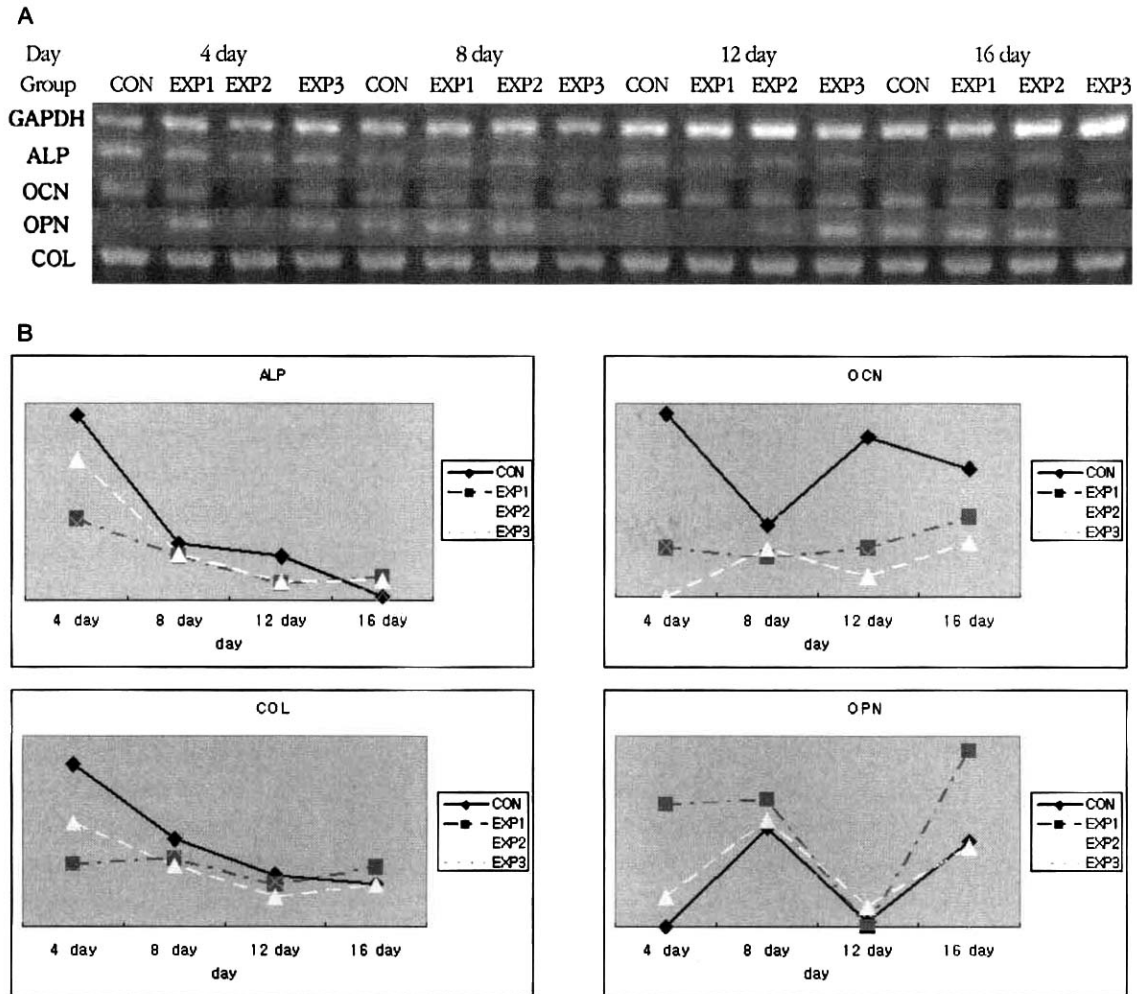 A
Day 4 day 8 day 12 day 16 day
Group CON EXP1 EXP2 EXP3 CON EXP1 EXP2 EXP3 CON EXP1 EXP2 EXP3 CON EXP1 EXP2 EXP3
GAPDH
ALP
OCN
OPN
COL
B
ALP
CON
EXP1
EXP2
EXP3
4 day 8 day 12 day 16 day
day
OCN
CON
EXP1
EXP2
EXP3
4 day 8 day 12 day 16 day
day
COL
CON
EXP1
EXP2
EXP3
4 day 8 day 12 day 16 day
day
OPN
CON
EXP1
EXP2
EXP3
4 day 8 day 12 day 16 day
day